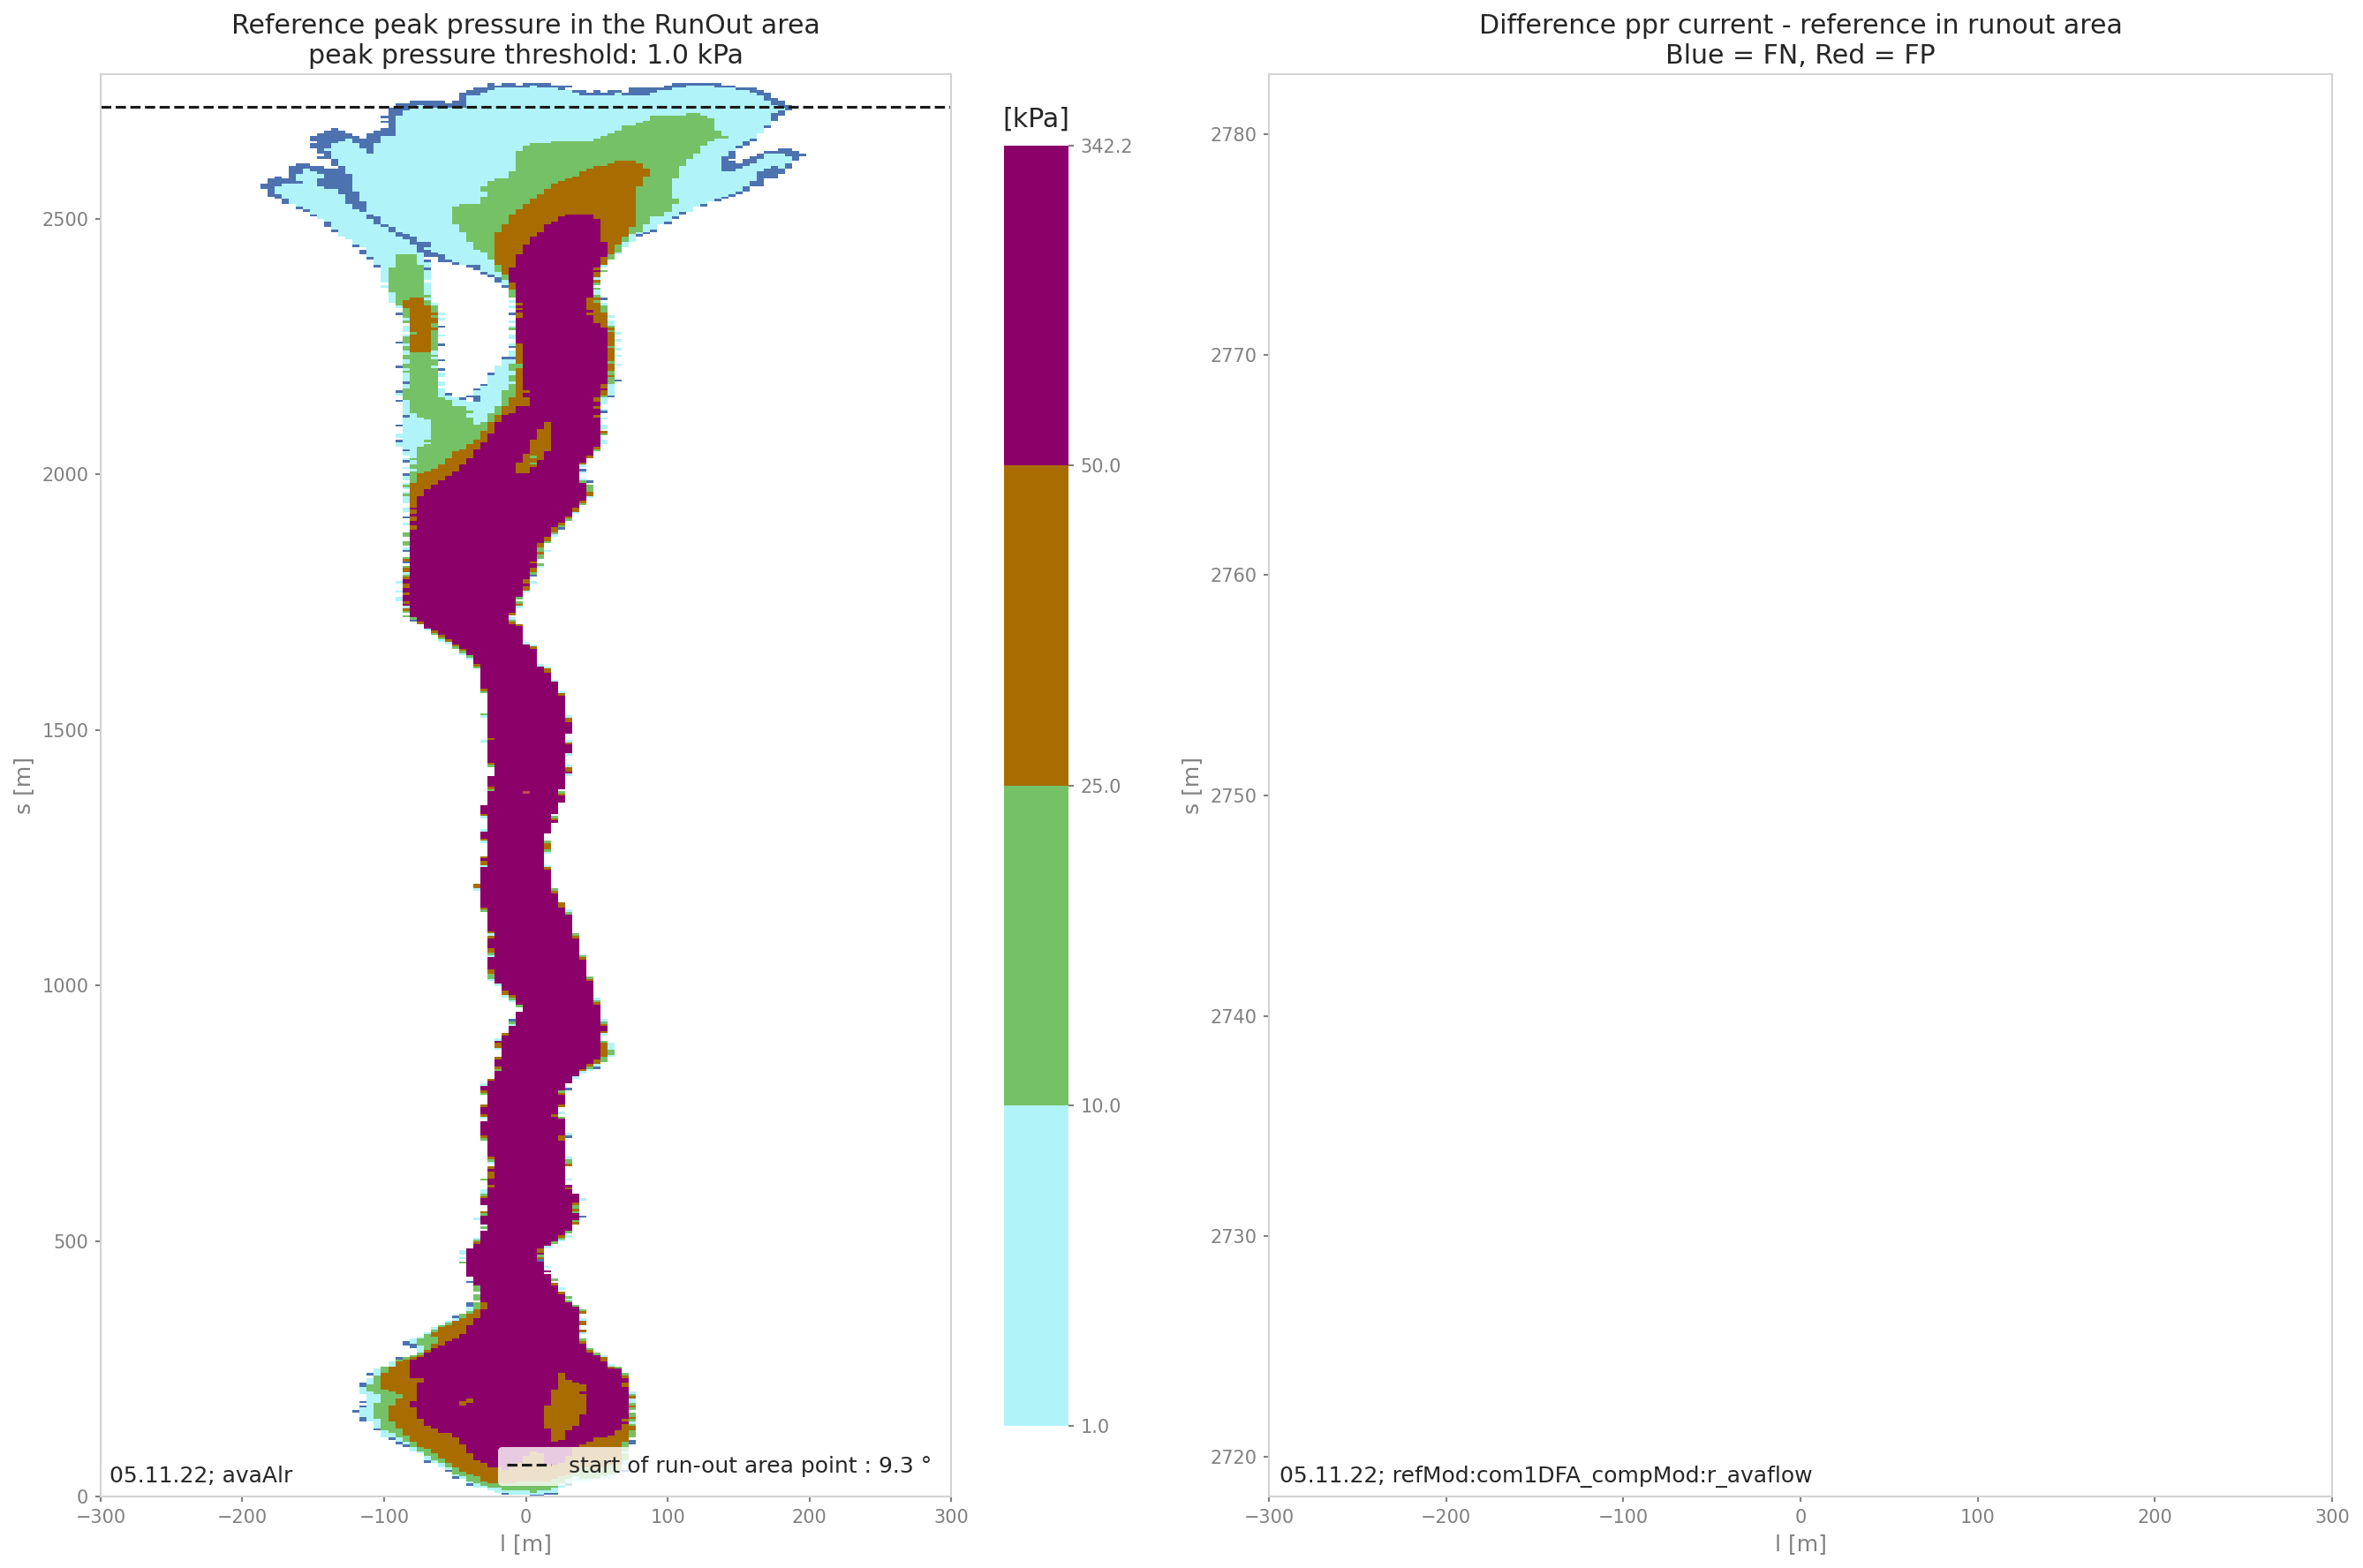 Reference peak pressure in the RunOut area
peak pressure threshold: 1.0 kPa
s [m]
2500
2000
1500
1000
500
0
05.11.22; avaAlr
start of run-out area point : 9.3 °
−300
−200
−100
0
100
200
300
l [m]
[kPa]
342.2
50.0
25.0
10.0
1.0
Difference ppr current - reference in runout area
Blue = FN, Red = FP
s [m]
2780
2770
2760
2750
2740
2730
2720
05.11.22; refMod:com1DFA_compMod:r_avaflow
−300
−200
−100
0
100
200
300
l [m]